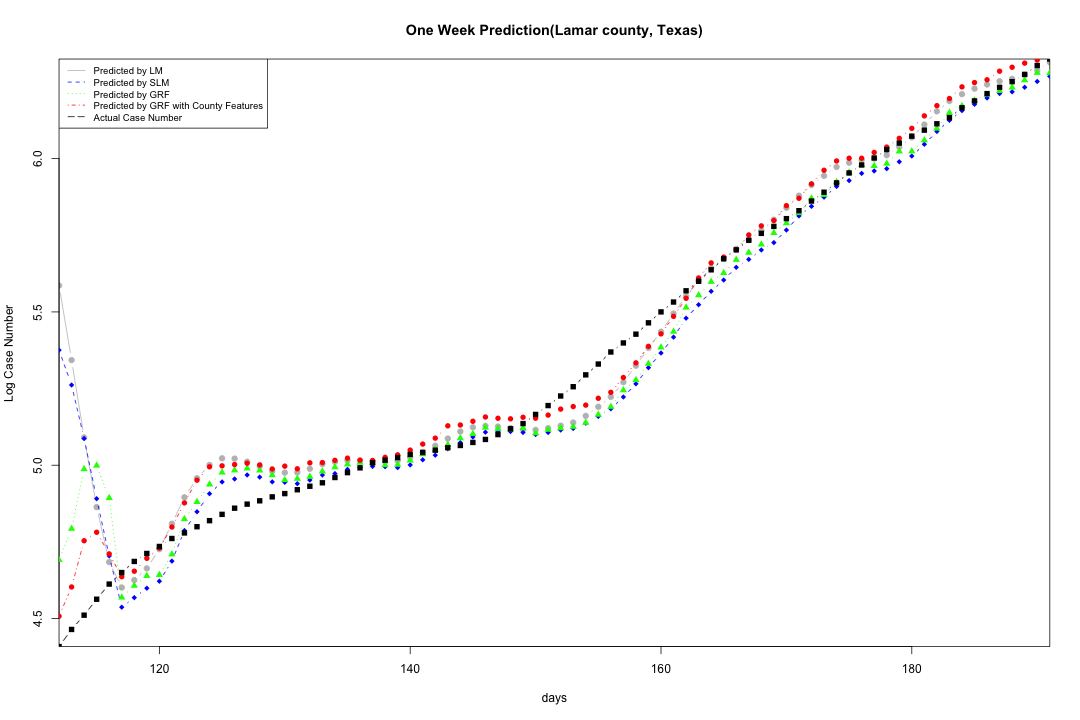 One Week Prediction(Lamar county, Texas)
Predicted by LM
Predicted by SLM
Predicted by GRF
Predicted by GRF with County Features
Actual Case Number
6.0
5.5
5.0
4.5
Log Case Number
120 140 160 180
days